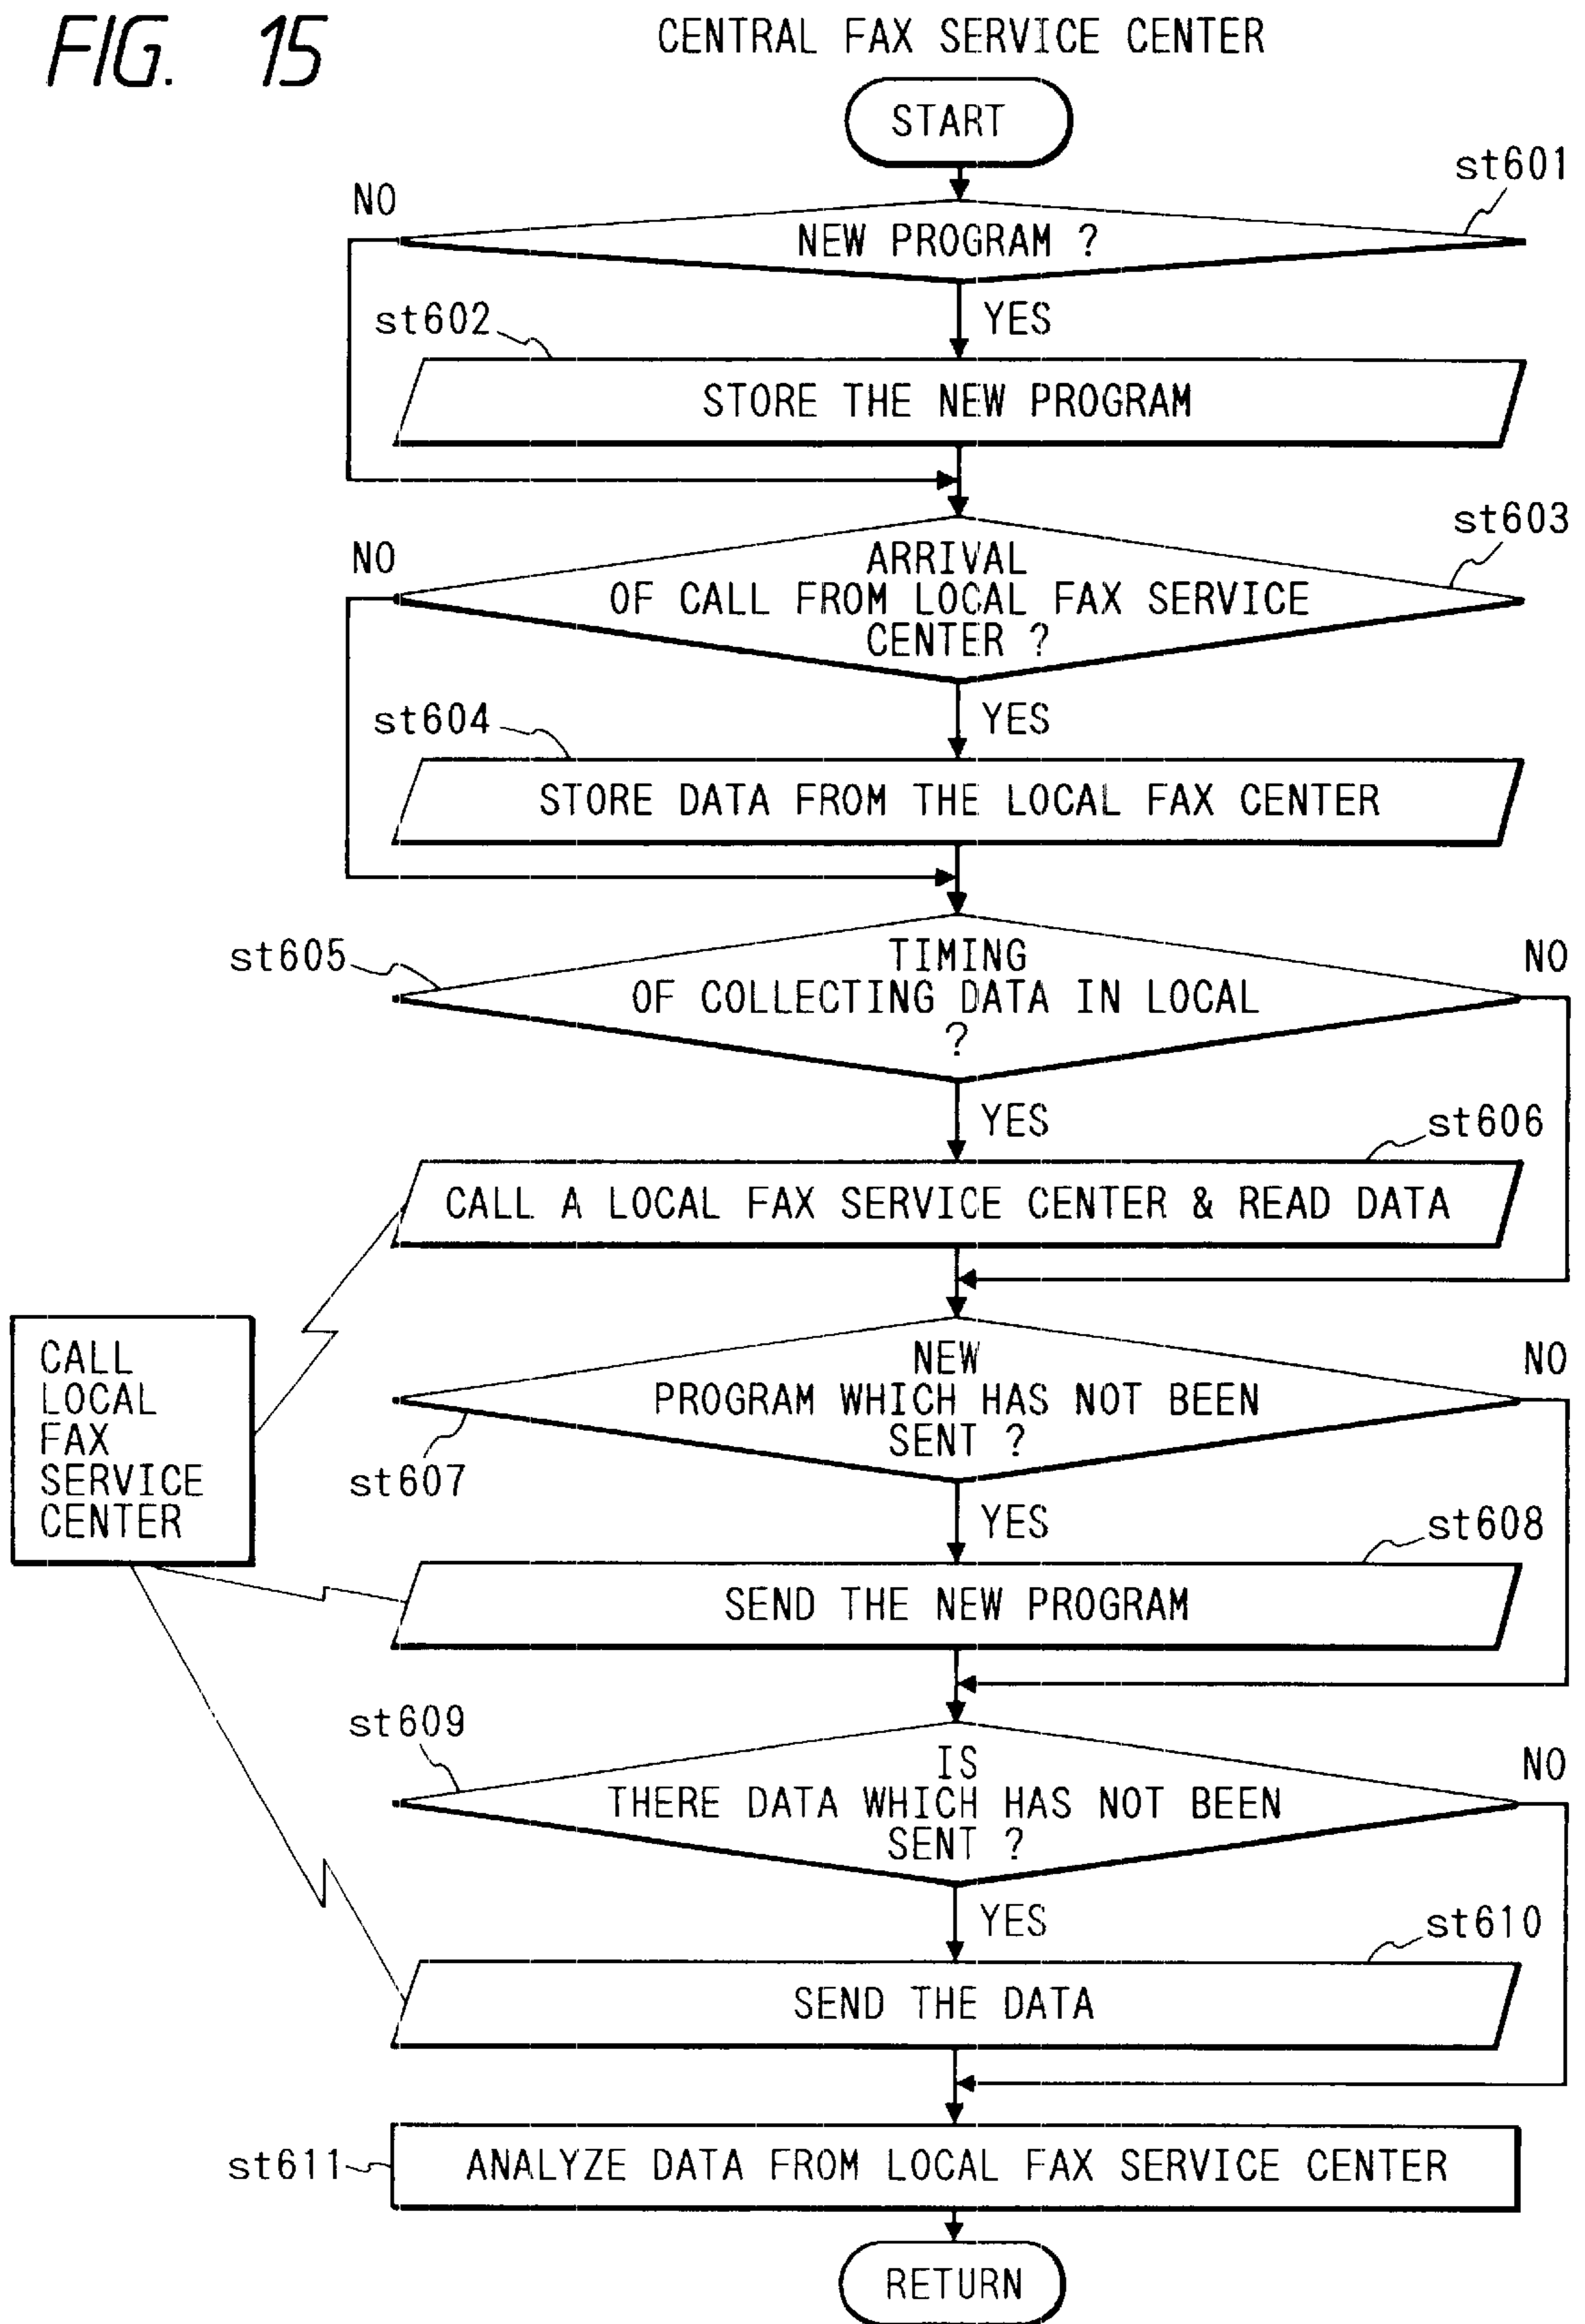 FIG. 15
CENTRAL FAX SERVICE CENTER
START
st601
NO
NEW PROGRAM ?
YES
st602
STORE THE NEW PROGRAM
st603
NO
ARRIVAL
OF CALL FROM LOCAL FAX SERVICE
CENTER ?
YES
st604
STORE DATA FROM THE LOCAL FAX CENTER
st605
TIMING
OF COLLECTING DATA IN LOCAL
?
NO
YES
st606
CALL A LOCAL FAX SERVICE CENTER & READ DATA
CALL
LOCAL
FAX
SERVICE
CENTER
NEW
PROGRAM WHICH HAS NOT BEEN
SENT ?
NO
st607
YES
st608
SEND THE NEW PROGRAM
st609
IS
THERE DATA WHICH HAS NOT BEEN
SENT ?
NO
YES
st610
SEND THE DATA
st611
ANALYZE DATA FROM LOCAL FAX SERVICE CENTER
RETURN